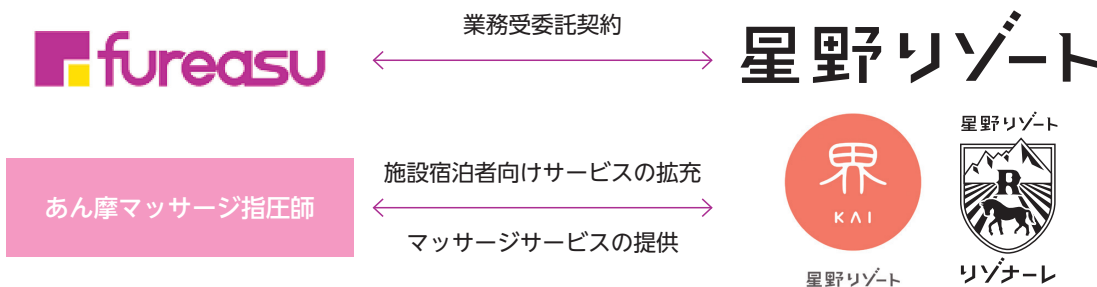 fureasu
業務受委託契約
星野リゾート
あん摩マッサージ指圧師
施設宿泊者向けサービスの拡充
マッサージサービスの提供
界
KAI
星野リゾート
星野リゾート
R
リゾナーレ